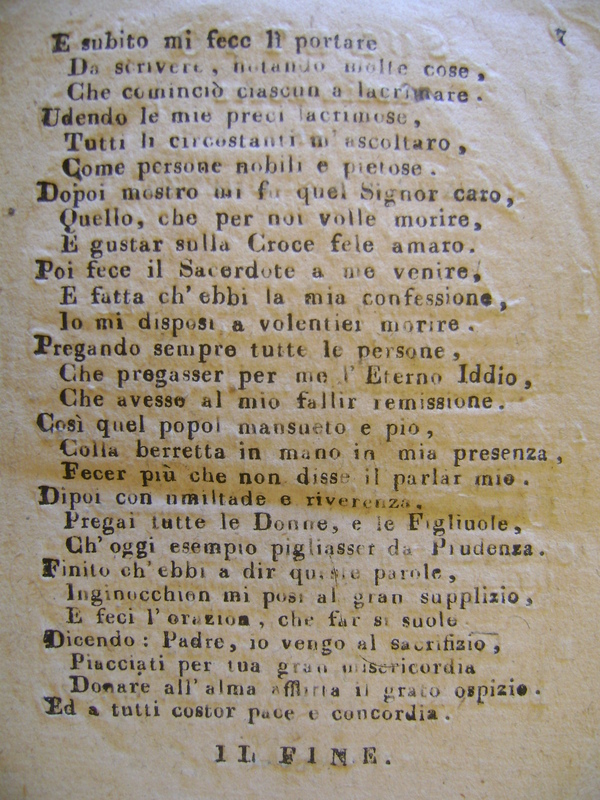 7
E subito mi fece lì portare
Da scrivere, notando molte cose,
Che cominciò ciascun a lacrimare.
Udendo le mie preci lacrimose,
Tutti li circostanti m'ascoltaro,
Come persone nobili e pietose.
Dopoi mostro mi fu quel Signor caro,
Quello, che per noi volle morire,
E gustar sulla Croce fele amaro.
Poi fece il Sacerdote a me venire,
E fatta ch'ebbi la mia confessione,
Io mi disposi a volentier morire.
Pregando sempre tutte le persone,
Che pregasser per me l'Eterno Iddio,
Che avesse al mio fallir remissione.
Così quel popol mansueto e pio,
Colla berretta in mano in mia presenza,
Fecer più che non disse il parlar mio.
Dipoi con umiltade e riverenza,
Pregai tutte le Donne, e le Figliuole,
Ch'oggi esempio pigliasser da Prudenza.
Finito ch'ebbi a dir queste parole,
Inginocchion mi posi al gran supplizio,
E feci l'orazion, che far si suole
Dicendo: Padre, io vengo al sacrifizio,
Piacciati per tua gran misericordia
Donare all'alma afflitta il grato ospizio.
Ed a tutti costor pace e concordia.
IL FINE.